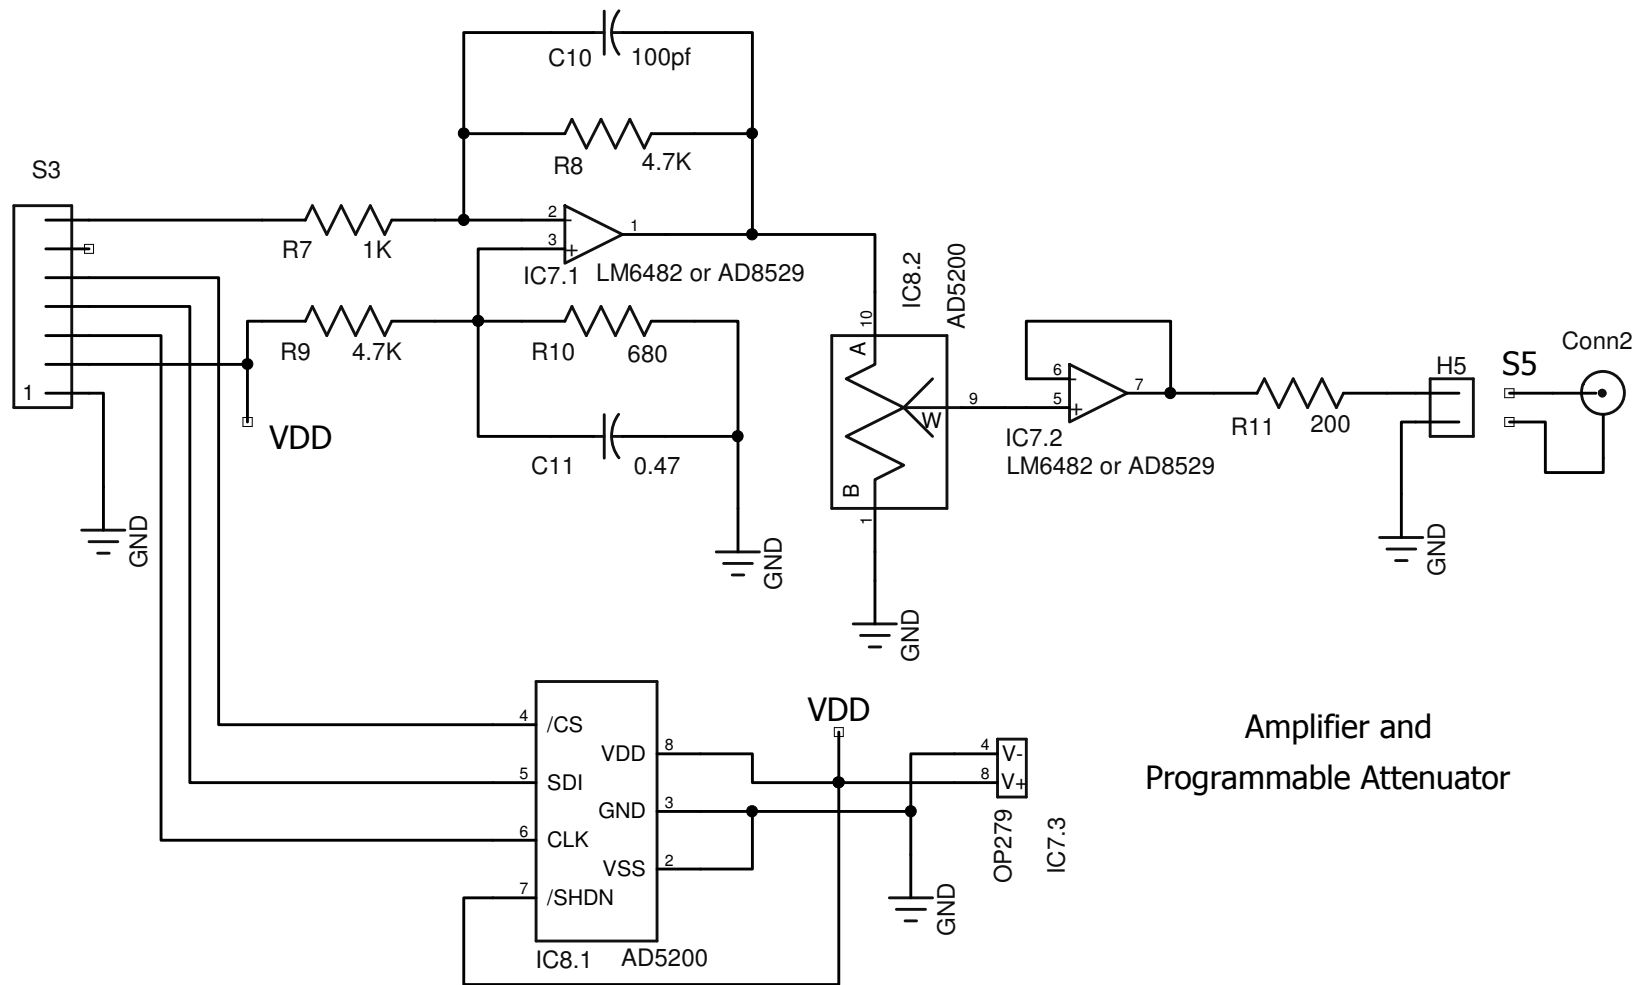 C10 100pf
R8 4.7K
S3
R7 1K
2
3
1
IC7.1 LM6482 or AD8529
R9 4.7K
R10 680
C11 0.47
1
VDD
GND
GND
IC8.2
AD5200
10
A
W
9
B
1
GND
6
5
7
IC7.2
LM6482 or AD8529
R11 200
H5
S5
Conn2
GND
4 /CS
5 SDI
6 CLK
7 /SHDN
VDD 8
GND 3
VSS 2
IC8.1 AD5200
VDD
4 V-
8 V+
OP279
IC7.3
GND
Amplifier and
Programmable Attenuator